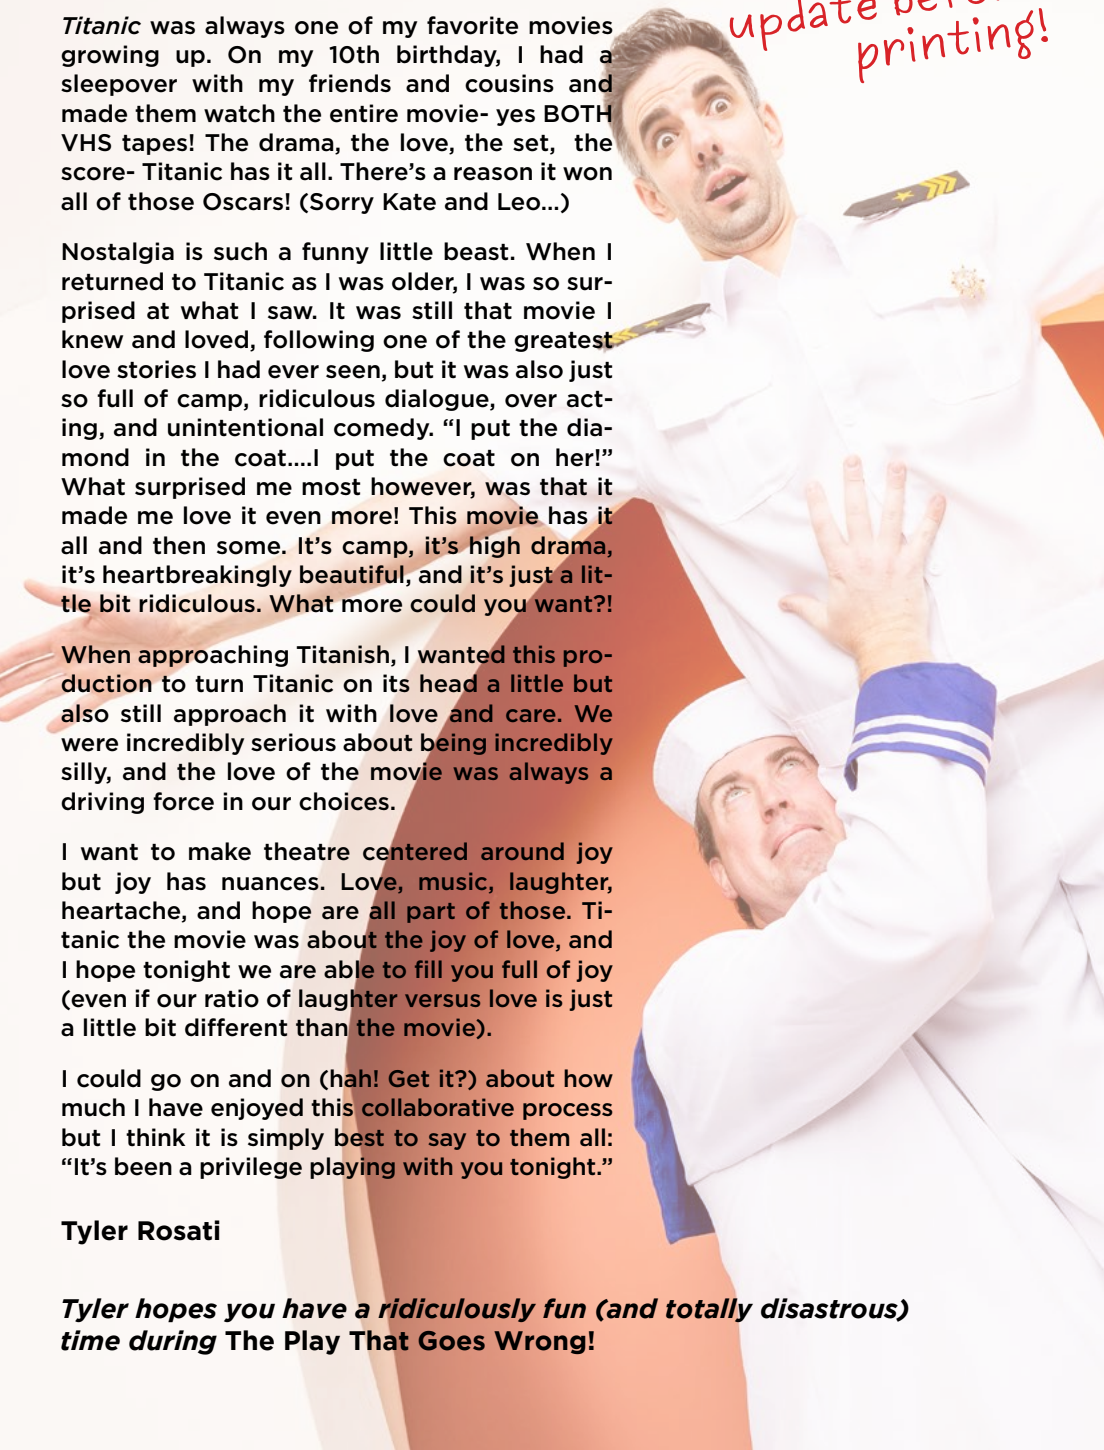 update be
printing!
Titanic was always one of my favorite movies
growing up. On my 10th birthday, I had a
sleepover with my friends and cousins and
made them watch the entire movie- yes BOTH
VHS tapes! The drama, the love, the set, the
score- Titanic has it all. There’s a reason it won
all of those Oscars! (Sorry Kate and Leo...)
Nostalgia is such a funny little beast. When I
returned to Titanic as I was older, I was so sur-
prised at what I saw. It was still that movie I
knew and loved, following one of the greatest
love stories I had ever seen, but it was also just
so full of camp, ridiculous dialogue, over act-
ing, and unintentional comedy. “I put the dia-
mond in the coat....I put the coat on her!”
What surprised me most however, was that it
made me love it even more! This movie has it
all and then some. It’s camp, it’s high drama,
it’s heartbreakingly beautiful, and it’s just a lit-
tle bit ridiculous. What more could you want?!
When approaching Titanish, I wanted this pro-
duction to turn Titanic on its head a little but
also still approach it with love and care. We
were incredibly serious about being incredibly
silly, and the love of the movie was always a
driving force in our choices.
I want to make theatre centered around joy
but joy has nuances. Love, music, laughter,
heartache, and hope are all part of those. Ti-
tanic the movie was about the joy of love, and
I hope tonight we are able to fill you full of joy
(even if our ratio of laughter versus love is just
a little bit different than the movie).
I could go on and on (hah! Get it?) about how
much I have enjoyed this collaborative process
but I think it is simply best to say to them all:
“It’s been a privilege playing with you tonight.”
Tyler Rosati
Tyler hopes you have a ridiculously fun (and totally disastrous)
time during The Play That Goes Wrong!